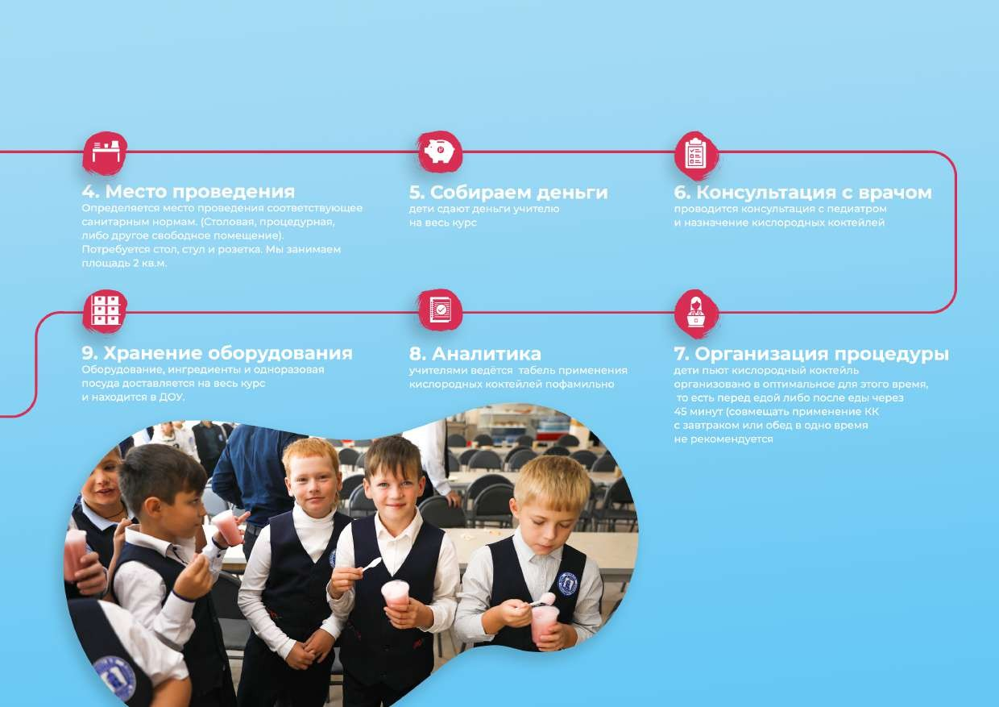 4. Место проведения
Определяется место проведения соответствующее
санитарным нормам. (Столовая, процедурная,
либо другое свободное помещение).
Потребуется стол, стул и розетка. Мы занимаем
площадь 2 кв.м.
5. Собираем деньги
дети сдают деньги учителю
на весь курс
6. Консультация с врачом
проводится консультация с педиатром
и назначение кислородных коктейлей
9. Хранение оборудования
Оборудование, ингредиенты и одноразовая
посуда доставляется на весь курс
и находится в ДОУ.
8. Аналитика
учителями ведётся табель применения
кислородных коктейлей пофамильно
7. Организация процедуры
дети пьют кислородный коктейль
организовано в оптимальное для этого время,
то есть перед едой либо после еды через
45 минут (совмещать применение КК
с завтраком или обед в одно время
не рекомендуется